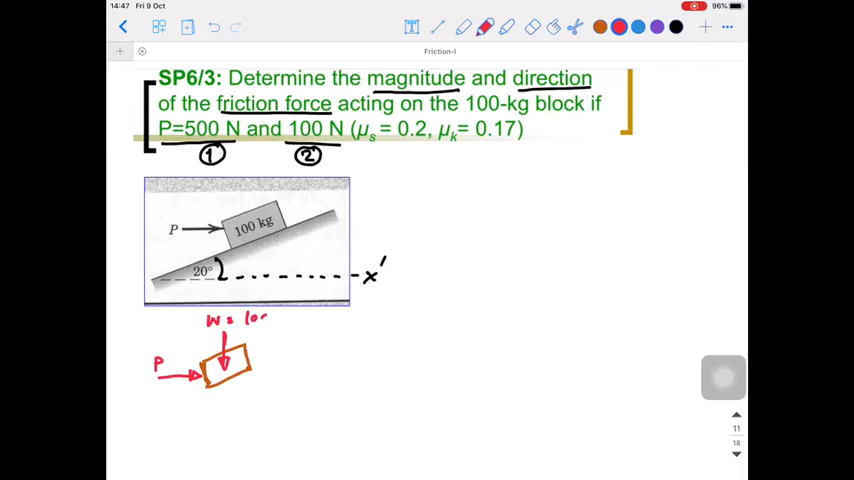 14:47 Fri 9 Oct
96%
Friction-I
SP6/3: Determine the magnitude and direction
of the friction force acting on the 100-kg block if
P=500 N and 100 N (μs = 0.2, μk= 0.17)
1 2
P 100 kg
20°
x'
W = 10
P
11
18